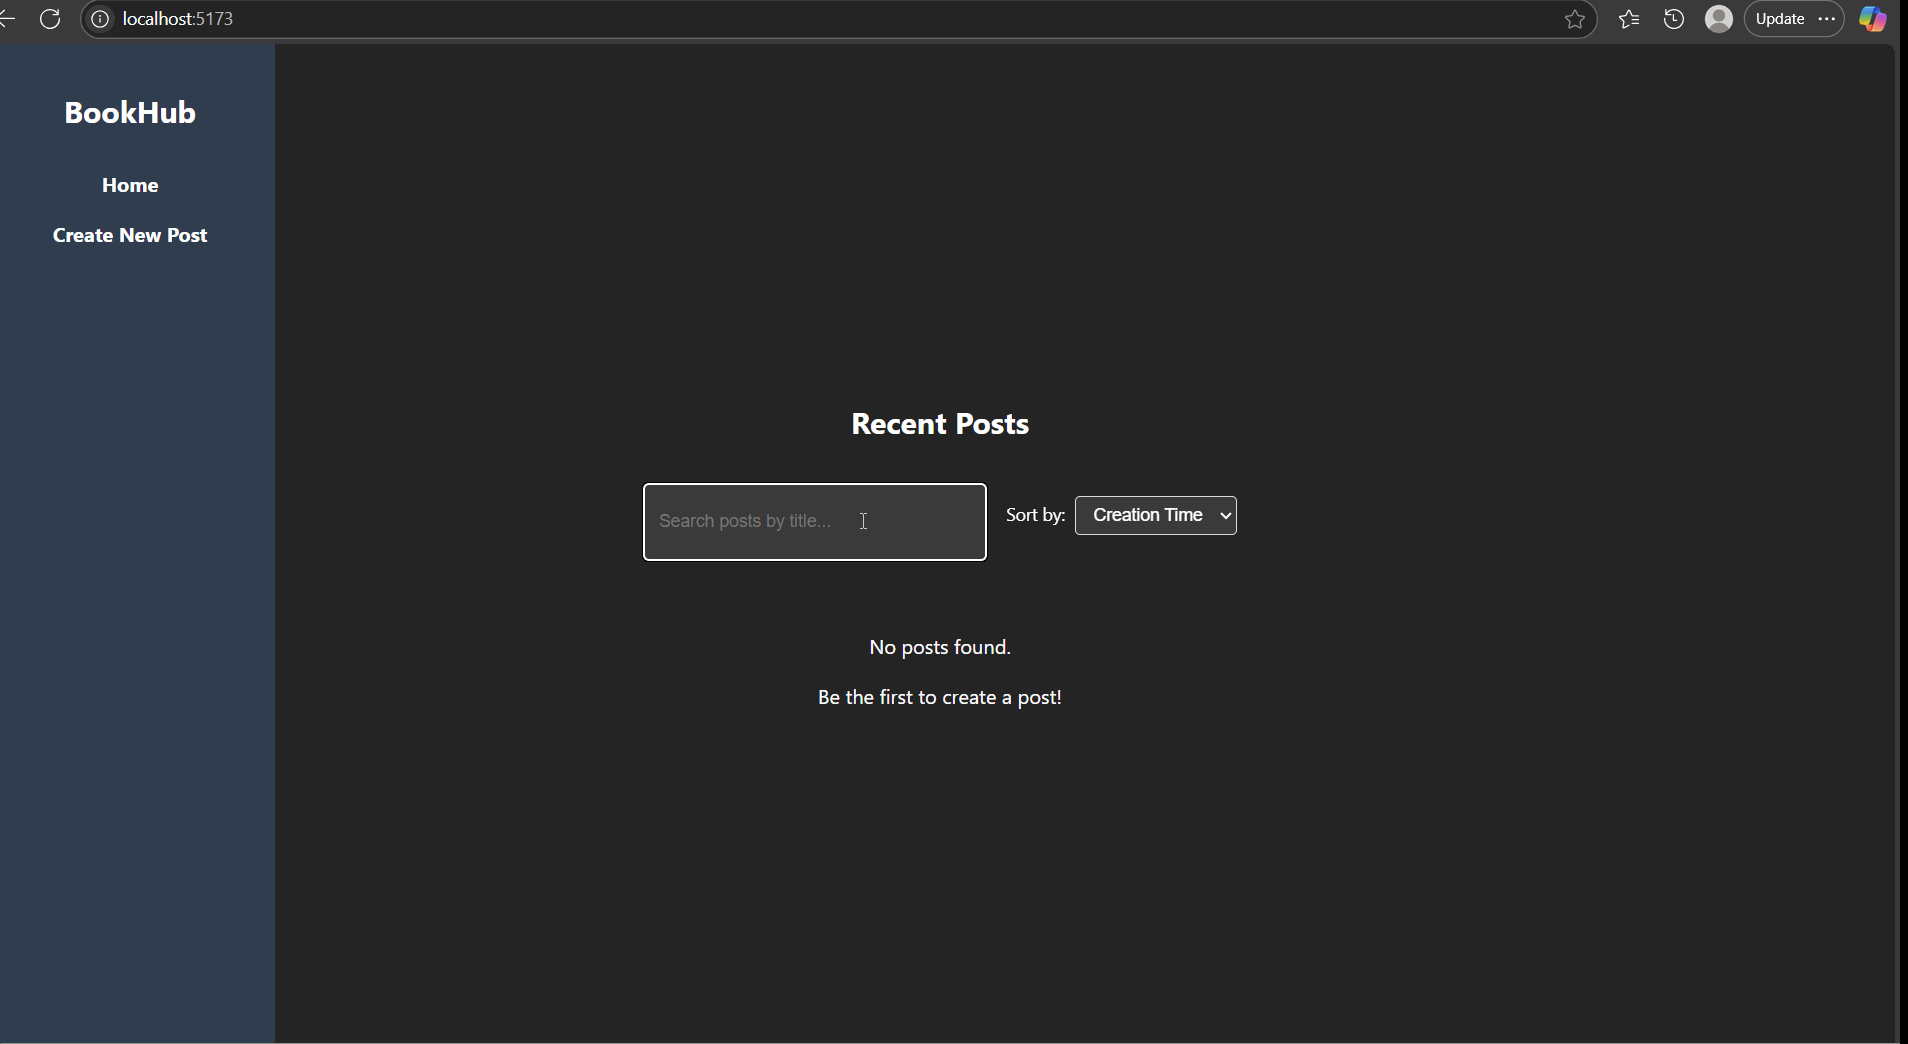 localhost:5173
Update
BookHub
Home
Create New Post
Recent Posts
Search posts by title...
Sort by: Creation Time
No posts found.
Be the first to create a post!